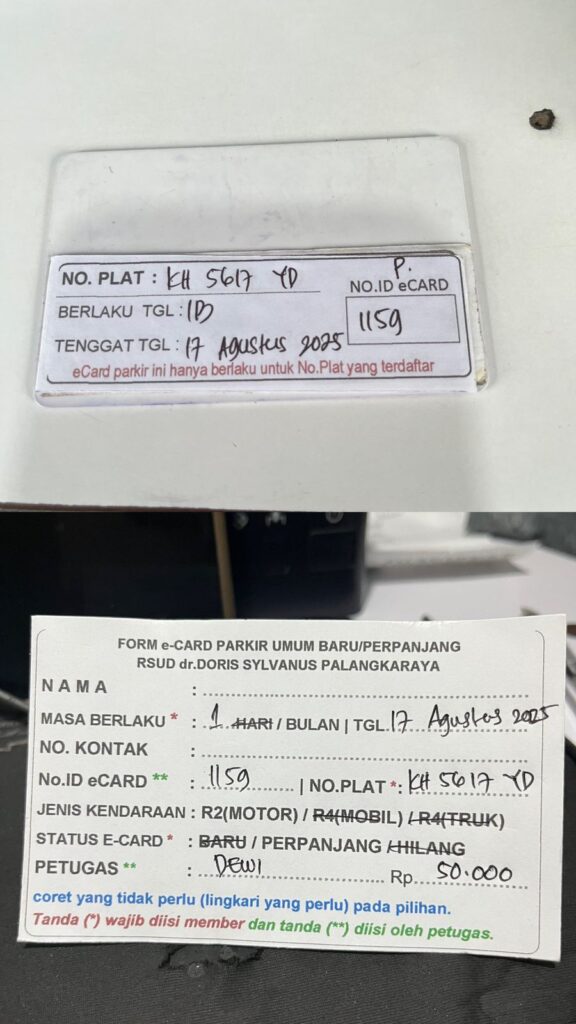 NO. PLAT : KH 5617 YD
P.
NO.ID eCARD
BERLAKU TGL :
1159
TENGGAT TGL : 17 Agustus 2025
eCard parkir ini hanya berlaku untuk No.Plat yang terdaftar
FORM e-CARD PARKIR UMUM BARU/PERPANJANG
RSUD dr.DORIS SYLVANUS PALANGKARAYA
N A M A :
MASA BERLAKU * : 1 HARI / BULAN | TGL. 17 Agustus 2025
NO. KONTAK :
No.ID eCARD ** : 1159 | NO.PLAT *: KH 5617 YD
JENIS KENDARAAN : R2(MOTOR) / R4(MOBIL) / R4(TRUK)
STATUS E-CARD * : BARU / PERPANJANG / HILANG
PETUGAS ** : DEWI Rp. 50.000
coret yang tidak perlu (lingkari yang perlu) pada pilihan.
Tanda (*) wajib diisi member dan tanda (**) diisi oleh petugas.